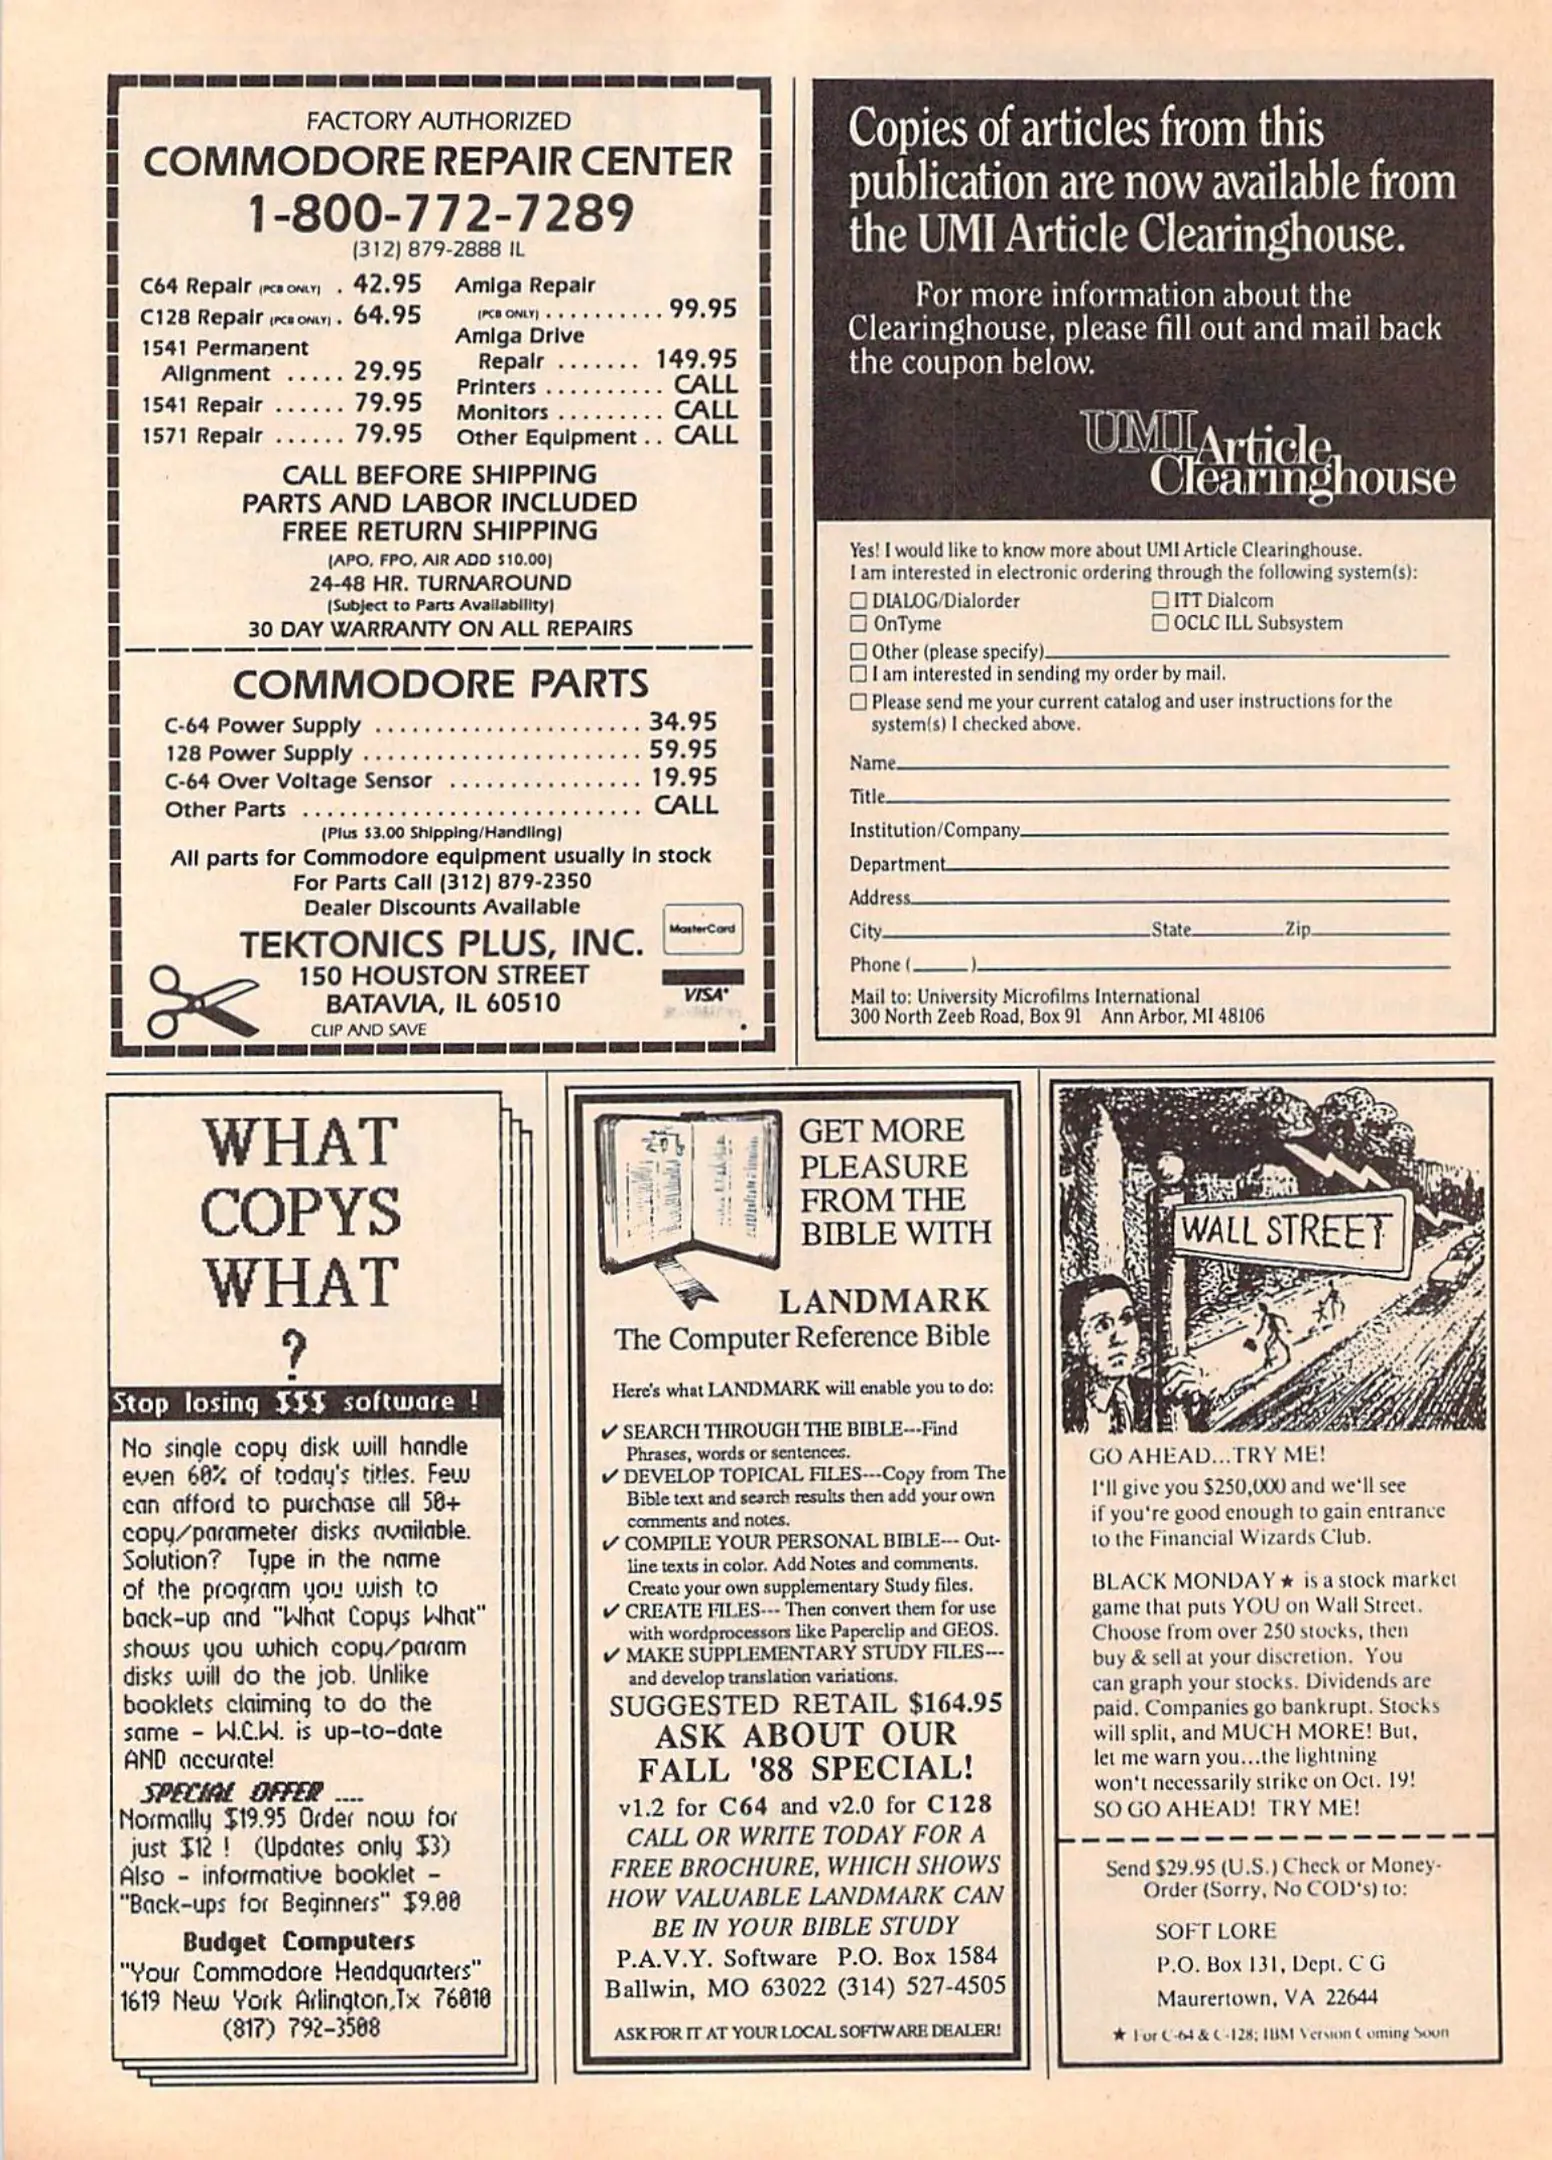 FACTORY AUTHORIZED
COMMODORE REPAIR CENTER
1-800-772-7289
(312) 879-2888 IL
C64 Repair (PCB ONLY) . 42.95
C128 Repair (PCB ONLY) . 64.95
1541 Permanent
Alignment ..... 29.95
1541 Repair ...... 79.95
1571 Repair ...... 79.95
Amiga Repair
(PCB ONLY) .......... 99.95
Amiga Drive
Repair ....... 149.95
Printers .......... CALL
Monitors ......... CALL
Other Equipment .. CALL
CALL BEFORE SHIPPING
PARTS AND LABOR INCLUDED
FREE RETURN SHIPPING
(APO, FPO, AIR ADD $10.00)
24-48 HR. TURNAROUND
(Subject to Parts Availability)
30 DAY WARRANTY ON ALL REPAIRS
COMMODORE PARTS
C-64 Power Supply ....................... 34.95
128 Power Supply ........................ 59.95
C-64 Over Voltage Sensor ................. 19.95
Other Parts ............................. CALL
(Plus $3.00 Shipping/Handling)
All parts for Commodore equipment usually in stock
For Parts Call (312) 879-2350
Dealer Discounts Available
TEKTONICS PLUS, INC.
150 HOUSTON STREET
BATAVIA, IL 60510
CLIP AND SAVE
MasterCard
VISA
Copies of articles from this
publication are now available from
the UMI Article Clearinghouse.
For more information about the
Clearinghouse, please fill out and mail back
the coupon below.
UMI Article
Clearinghouse
Yes! I would like to know more about UMI Article Clearinghouse.
I am interested in electronic ordering through the following system(s):
☐ DIALOG/Dialorder ☐ ITT Dialcom
☐ OnTyme ☐ OCLC ILL Subsystem
☐ Other (please specify)
☐ I am interested in sending my order by mail.
☐ Please send me your current catalog and user instructions for the
system(s) I checked above.
Name
Title
Institution/Company
Department
Address
City State Zip
Phone ( )
Mail to: University Microfilms International
300 North Zeeb Road, Box 91 Ann Arbor, MI 48106
WHAT
COPYS
WHAT
?
Stop losing $$$ software !
No single copy disk will handle
even 60% of today's titles. Few
can afford to purchase all 50+
copy/parameter disks available.
Solution? Type in the name
of the program you wish to
back-up and "What Copys What"
shows you which copy/param
disks will do the job. Unlike
booklets claiming to do the
same - W.C.W. is up-to-date
AND accurate!
SPECIAL OFFER ....
Normally $19.95 Order now for
just $12 ! (Updates only $3)
Also - informative booklet -
"Back-ups for Beginners" $9.00
Budget Computers
"Your Commodore Headquarters"
1619 New York Arlington,Tx 76010
(817) 792-3508
GET MORE
PLEASURE
FROM THE
BIBLE WITH
LANDMARK
The Computer Reference Bible
Here's what LANDMARK will enable you to do:
✔ SEARCH THROUGH THE BIBLE---Find
Phrases, words or sentences.
✔ DEVELOP TOPICAL FILES---Copy from The
Bible text and search results then add your own
comments and notes.
✔ COMPILE YOUR PERSONAL BIBLE--- Out-
line texts in color. Add Notes and comments.
Create your own supplementary Study files.
✔ CREATE FILES--- Then convert them for use
with wordprocessors like Paperclip and GEOS.
✔ MAKE SUPPLEMENTARY STUDY FILES---
and develop translation variations.
SUGGESTED RETAIL $164.95
ASK ABOUT OUR
FALL '88 SPECIAL!
v1.2 for C64 and v2.0 for C128
CALL OR WRITE TODAY FOR A
FREE BROCHURE, WHICH SHOWS
HOW VALUABLE LANDMARK CAN
BE IN YOUR BIBLE STUDY
P.A.V.Y. Software P.O. Box 1584
Ballwin, MO 63022 (314) 527-4505
ASK FOR IT AT YOUR LOCAL SOFTWARE DEALER!
WALL STREET
GO AHEAD...TRY ME!
I'll give you $250,000 and we'll see
if you're good enough to gain entrance
to the Financial Wizards Club.
BLACK MONDAY★ is a stock market
game that puts YOU on Wall Street.
Choose from over 250 stocks, then
buy & sell at your discretion. You
can graph your stocks. Dividends are
paid. Companies go bankrupt. Stocks
will split, and MUCH MORE! But,
let me warn you...the lightning
won't necessarily strike on Oct. 19!
SO GO AHEAD! TRY ME!
Send $29.95 (U.S.) Check or Money-
Order (Sorry, No COD's) to:
SOFT LORE
P.O. Box 131, Dept. C G
Maurertown, VA 22644
★ For C-64 & C-128; IBM Version Coming Soon